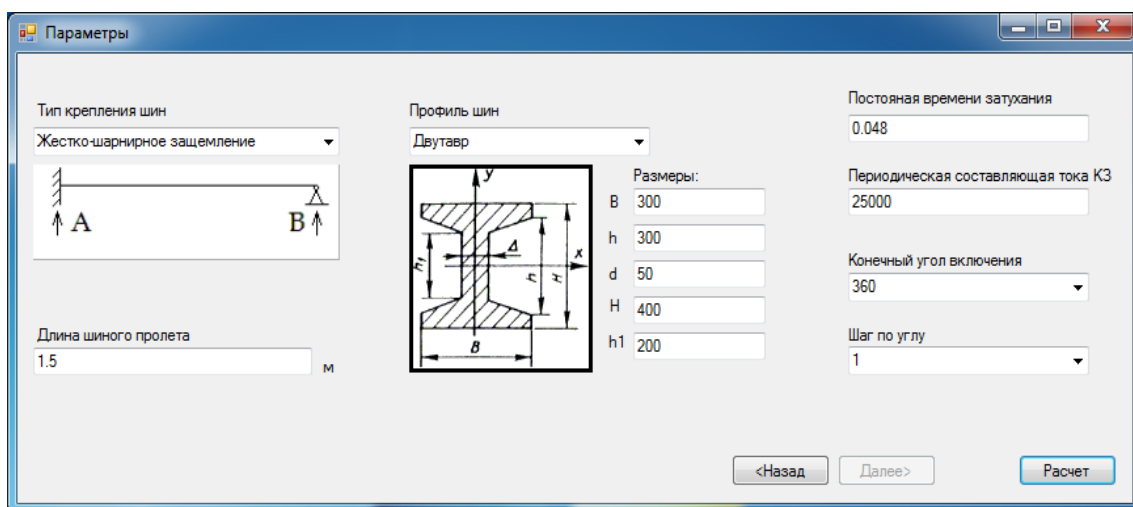 Параметры
Тип крепления шин
Жестко-шарнирное защемление
A
B
Длина шиного пролета
1.5
м
Профиль шин
Двутавр
y
x
Δ
h1
h
H
B
Размеры:
B 300
h 300
d 50
H 400
h1 200
Постояная времени затухания
0.048
Периодическая составляющая тока КЗ
25000
Конечный угол включения
360
Шаг по углу
1
<Назад
Далее>
Расчет